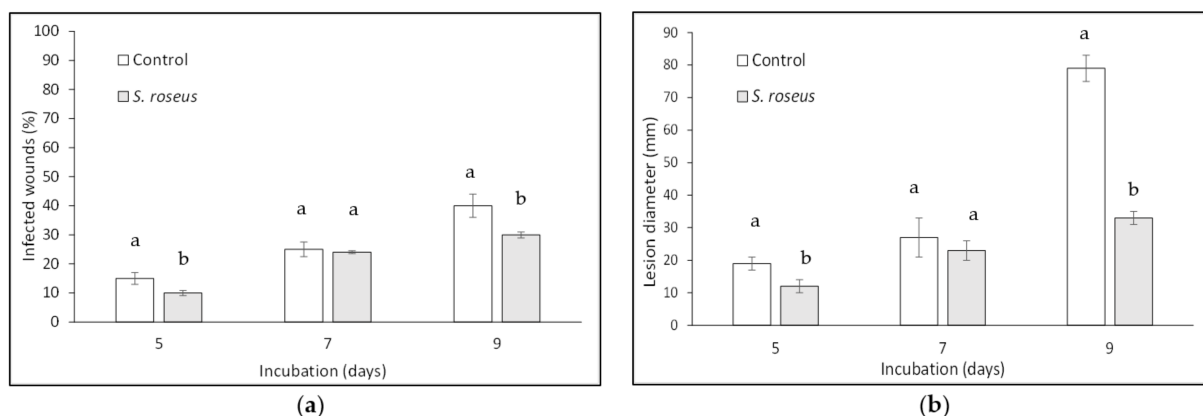 100
90
80
70
60
50
40
30
20
10
0
Infected wounds (%)
Control
S. roseus
a
b
a
a
a
b
5
7
9
Incubation (days)
(a)
90
80
70
60
50
40
30
20
10
0
Lesion diameter (mm)
Control
S. roseus
a
b
a
a
a
b
5
7
9
Incubation (days)
(b)